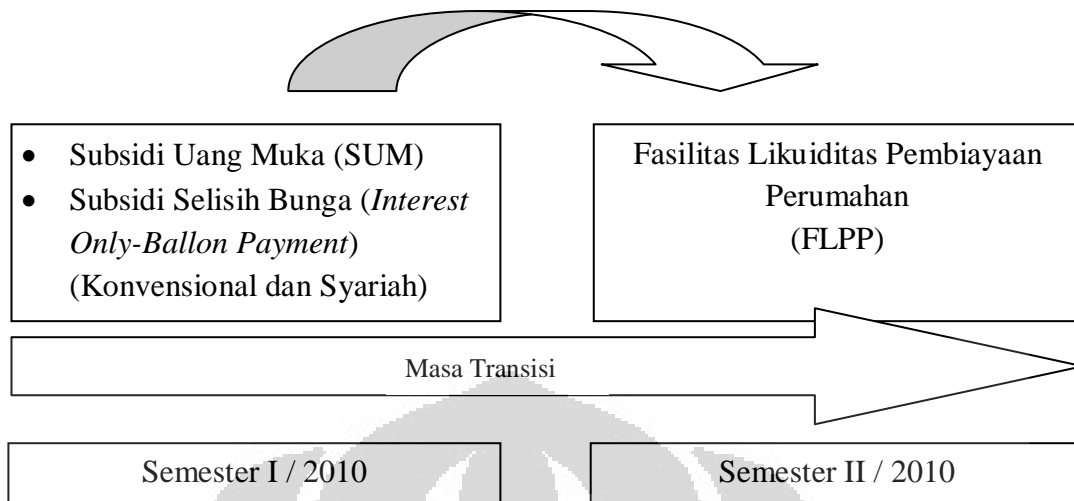 • Subsidi Uang Muka (SUM)
• Subsidi Selisih Bunga (Interest
Only-Ballon Payment)
(Konvensional dan Syariah)
Fasilitas Likuiditas Pembiayaan
Perumahan
(FLPP)
Masa Transisi
Semester I / 2010
Semester II / 2010